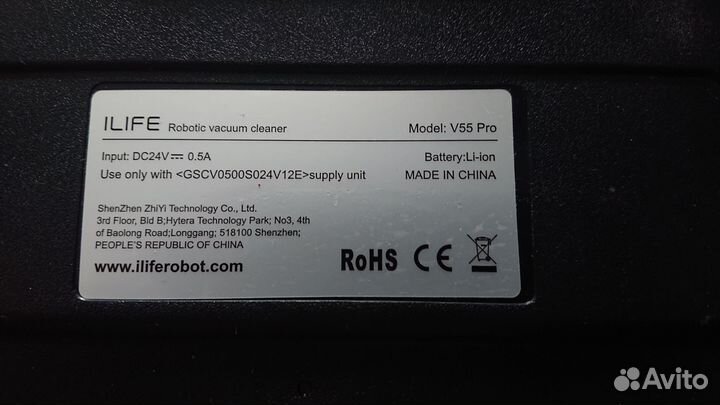 ILIFE Robotic vacuum cleaner Model: V55 Pro
Input: DC24V⎓ 0.5A Battery:Li-ion
Use only with <GSCV0500S024V12E>supply unit MADE IN CHINA
ShenZhen ZhiYi Technology Co., Ltd.
3rd Floor, Bld B;Hytera Technology Park; No3, 4th
of Baolong Road;Longgang; 518100 Shenzhen;
PEOPLE'S REPUBLIC OF CHINA
www.iliferobot.com
RoHS CE
Avito